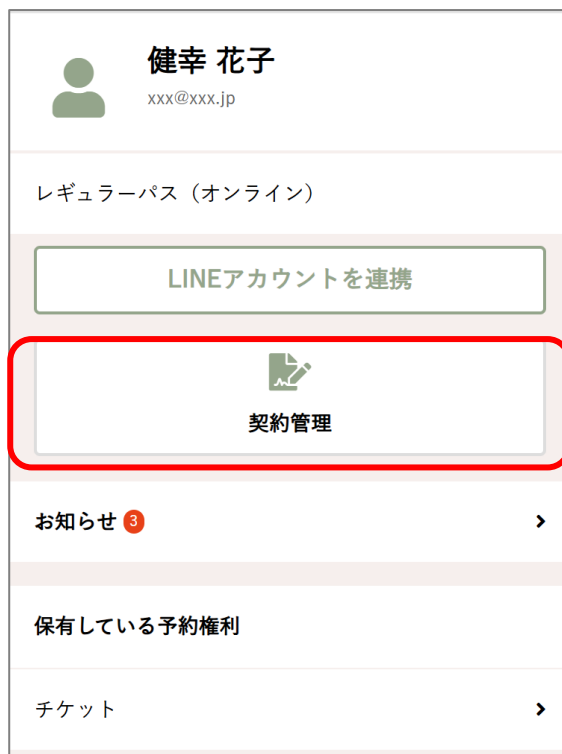 健幸 花子
xxx@xxx.jp
レギュラーパス（オンライン）
LINEアカウントを連携
契約管理
お知らせ 3
保有している予約権利
チケット